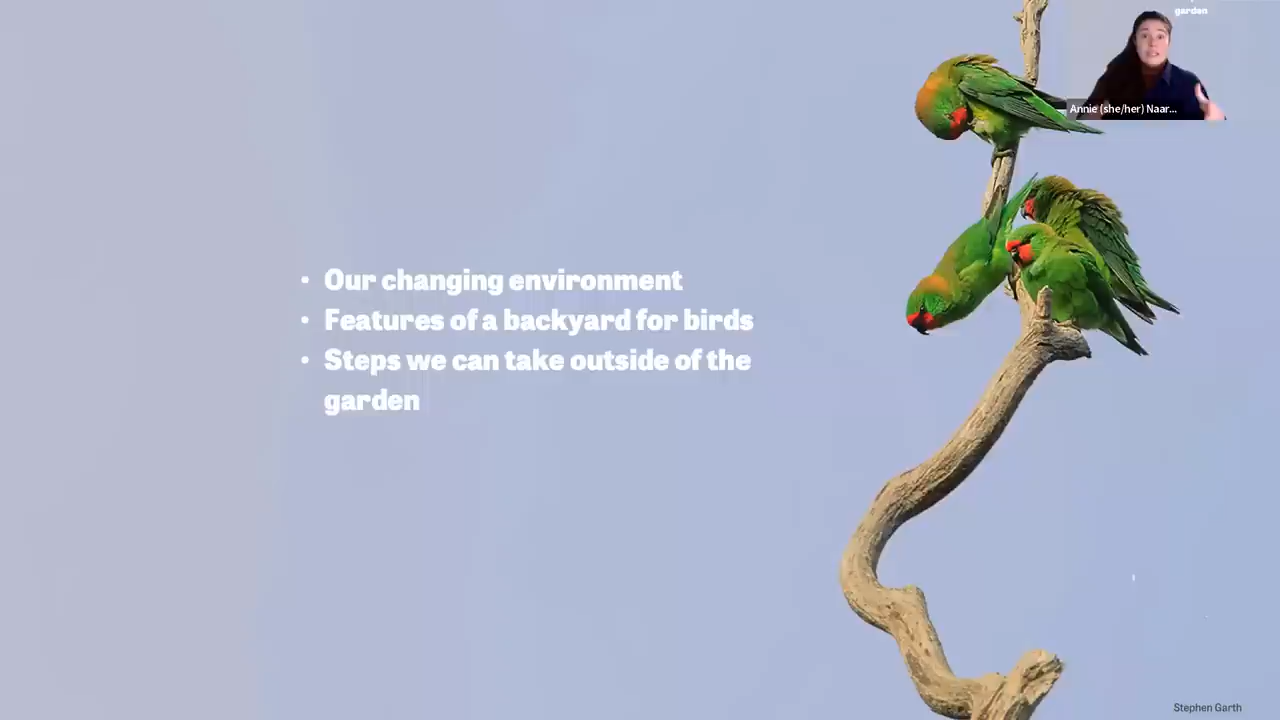 garden
Annie (she/her) Naar...
• Our changing environment
• Features of a backyard for birds
• Steps we can take outside of the
garden
Stephen Garth